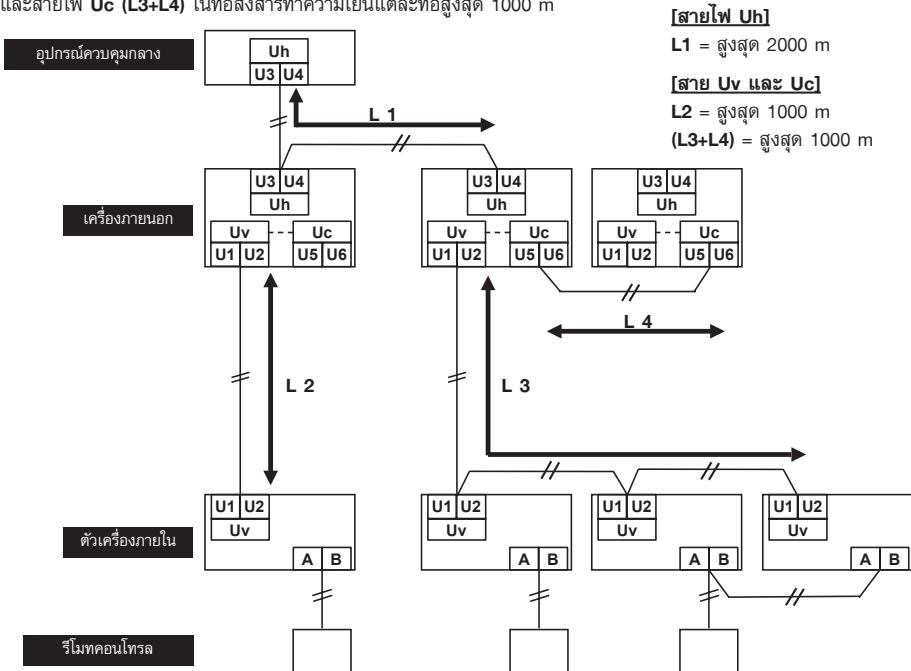 และสายไฟ Uc (L3+L4) ในท่อส่งสารทำความเย็นแต่ละท่อสูงสุด 1000 m
[สายไฟ Uh]
L1 = สูงสุด 2000 m
[สาย Uv และ Uc]
L2 = สูงสุด 1000 m
(L3+L4) = สูงสุด 1000 m
อุปกรณ์ควบคุมกลาง
Uh
U3 U4
L 1
เครื่องภายนอก
U3 U4 U3 U4 U3 U4
Uh Uh Uh
Uv Uc Uv Uc Uv Uc
U1 U2 U5 U6 U1 U2 U5 U6 U1 U2 U5 U6
L 4
L 2 L 3
ตัวเครื่องภายใน
U1 U2 U1 U2 U1 U2 U1 U2
Uv Uv Uv Uv
A B A B A B A B
รีโมทคอนโทรล